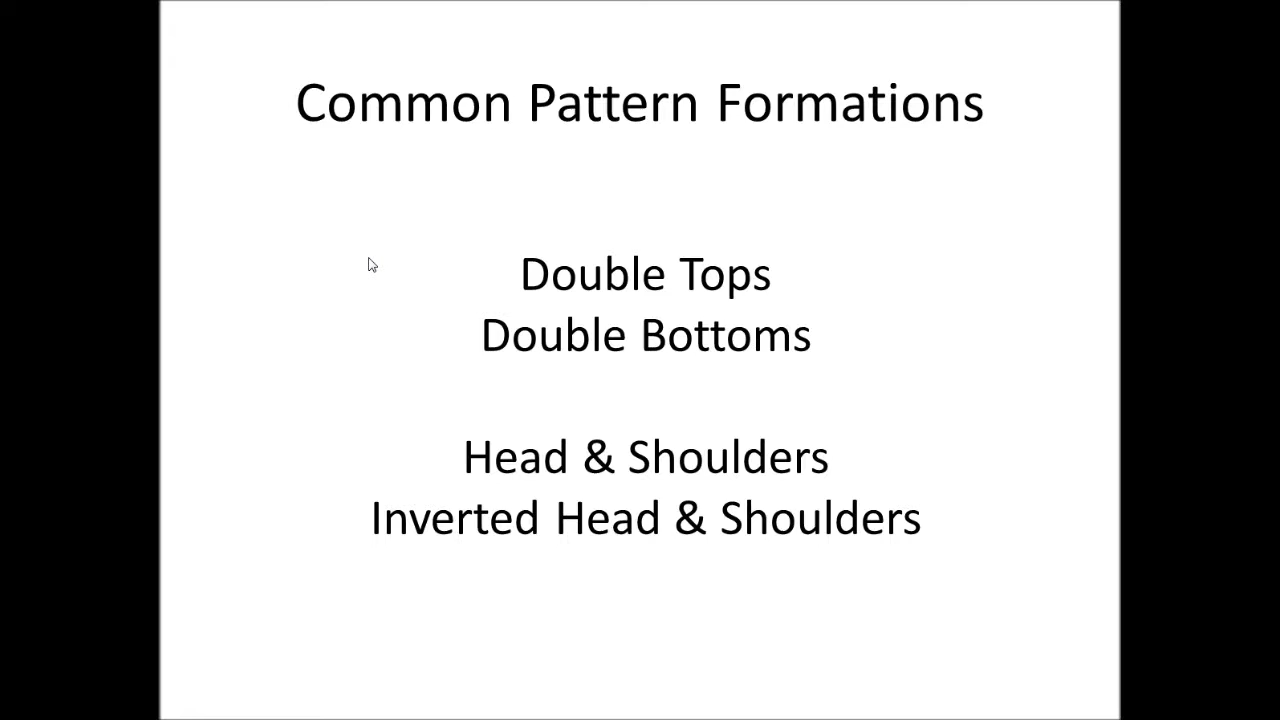 Common Pattern Formations
Double Tops
Double Bottoms
Head & Shoulders
Inverted Head & Shoulders